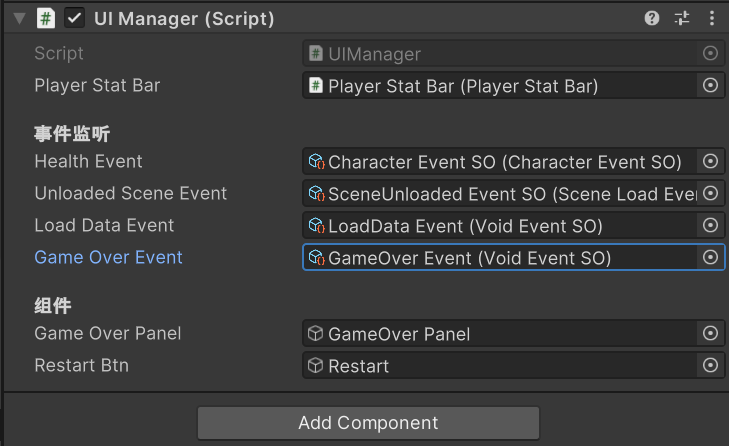 UI Manager (Script)
Script UIManager
Player Stat Bar Player Stat Bar (Player Stat Bar)
事件监听
Health Event Character Event SO (Character Event SO)
Unloaded Scene Event SceneUnloaded Event SO (Scene Load Eve
Load Data Event LoadData Event (Void Event SO)
Game Over Event GameOver Event (Void Event SO)
组件
Game Over Panel GameOver Panel
Restart Btn Restart
Add Component